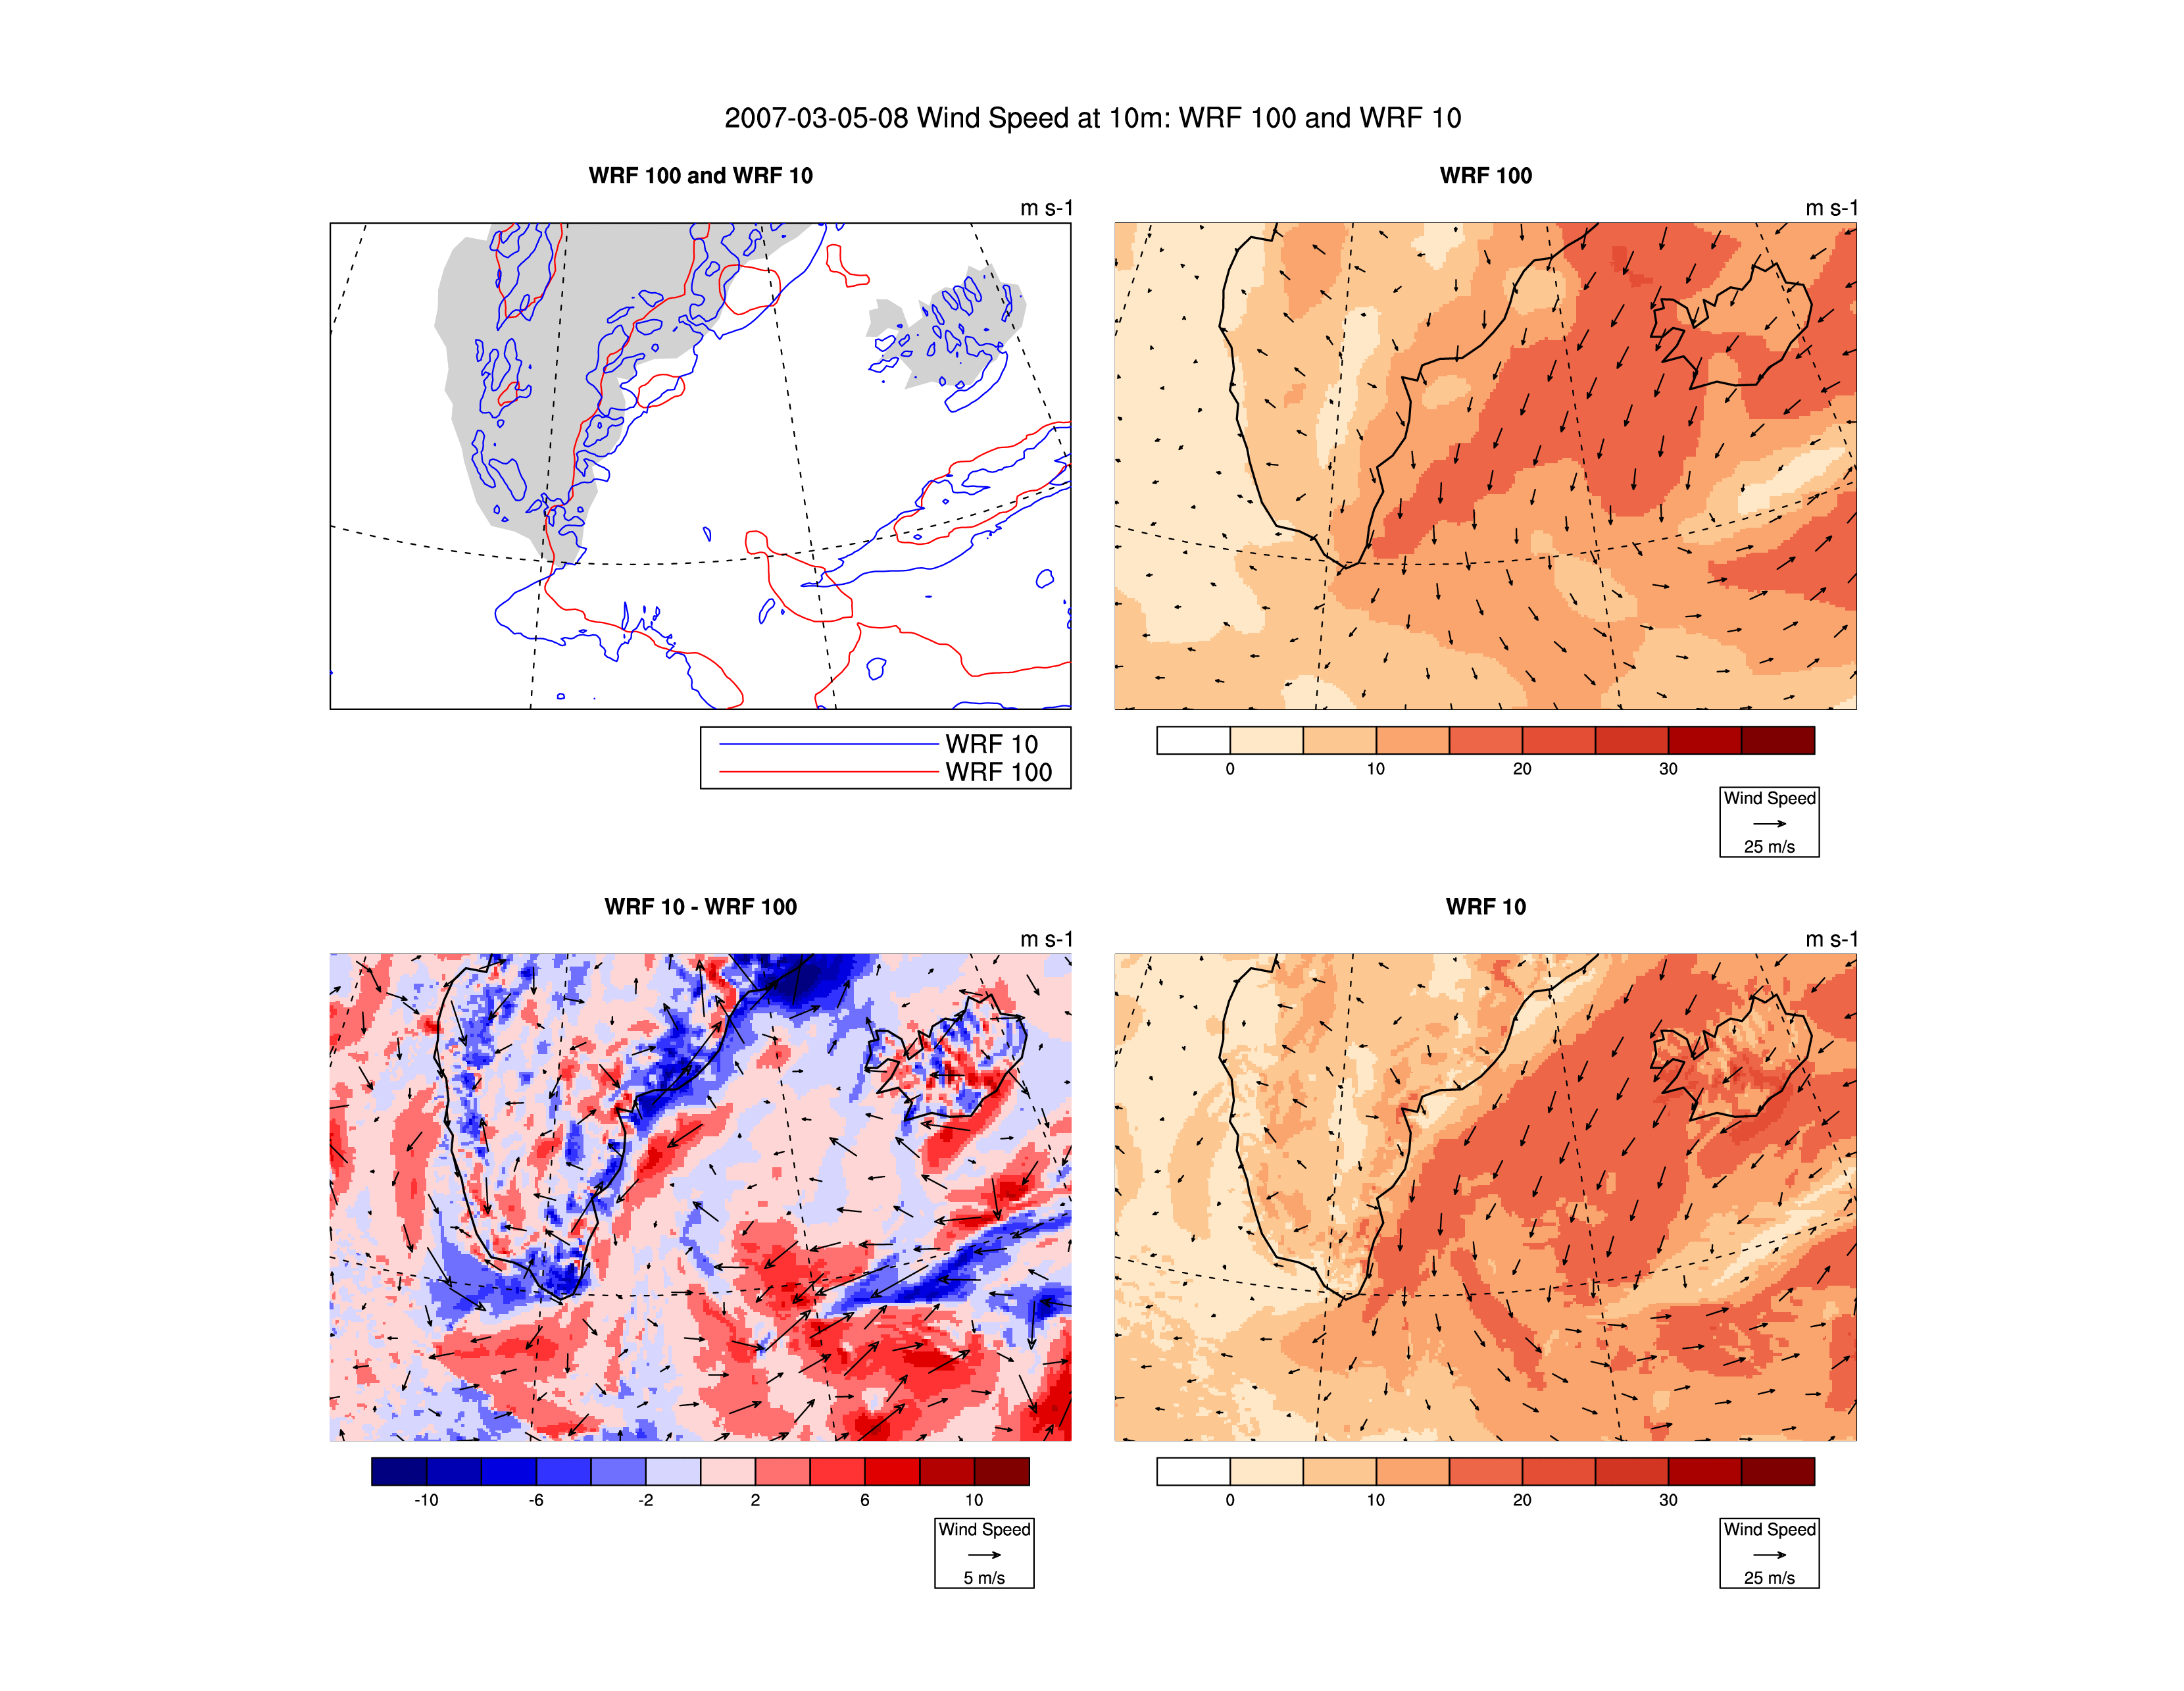 2007-03-05-08 Wind Speed at 10m: WRF 100 and WRF 10
WRF 100 and WRF 10
m s-1
WRF 10
WRF 100
WRF 100
m s-1
0 10 20 30
Wind Speed
25 m/s
WRF 10 - WRF 100
m s-1
-10 -6 -2 2 6 10
Wind Speed
5 m/s
WRF 10
m s-1
0 10 20 30
Wind Speed
25 m/s